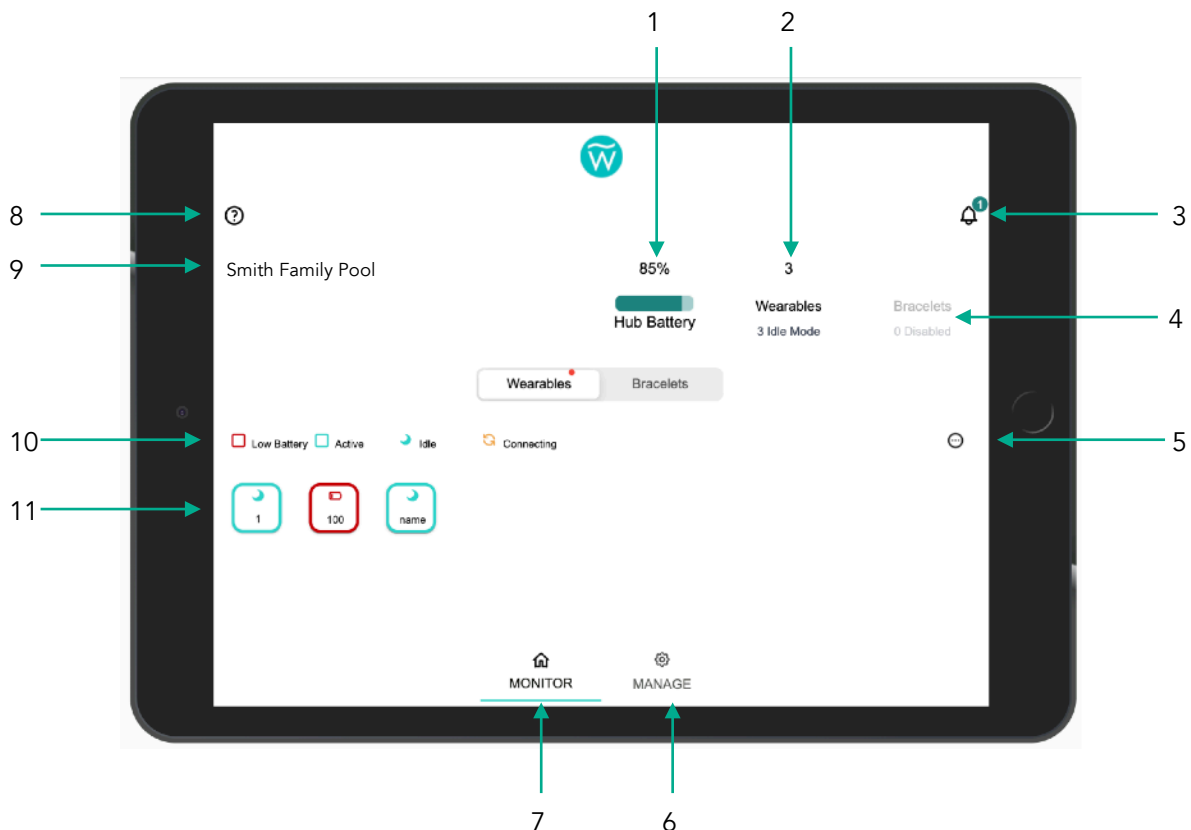 1 2
W
8 3
1
9 Smith Family Pool 85% 3
Hub Battery Wearables Bracelets 4
3 Idle Mode 0 Disabled
Wearables Bracelets
10 Low Battery Active Idle Connecting 5
11 1 100 name
MONITOR MANAGE
7 6